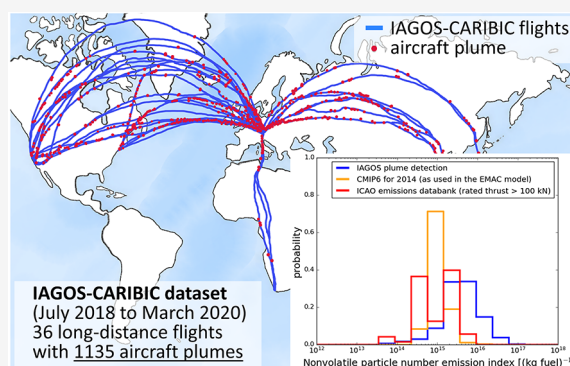 IAGOS-CARIBIC flights
aircraft plume
IAGOS plume detection
CMIP6 for 2014 (as used in the EMAC model)
ICAO emissions databank (rated thrust > 100 kN)
probability
1.0
0.8
0.6
0.4
0.2
0.0
10¹² 10¹³ 10¹⁴ 10¹⁵ 10¹⁶ 10¹⁷ 10¹⁸
Nonvolatile particle number emission index [(kg fuel)⁻¹
IAGOS-CARIBIC dataset
(July 2018 to March 2020)
36 long-distance flights
with 1135 aircraft plumes